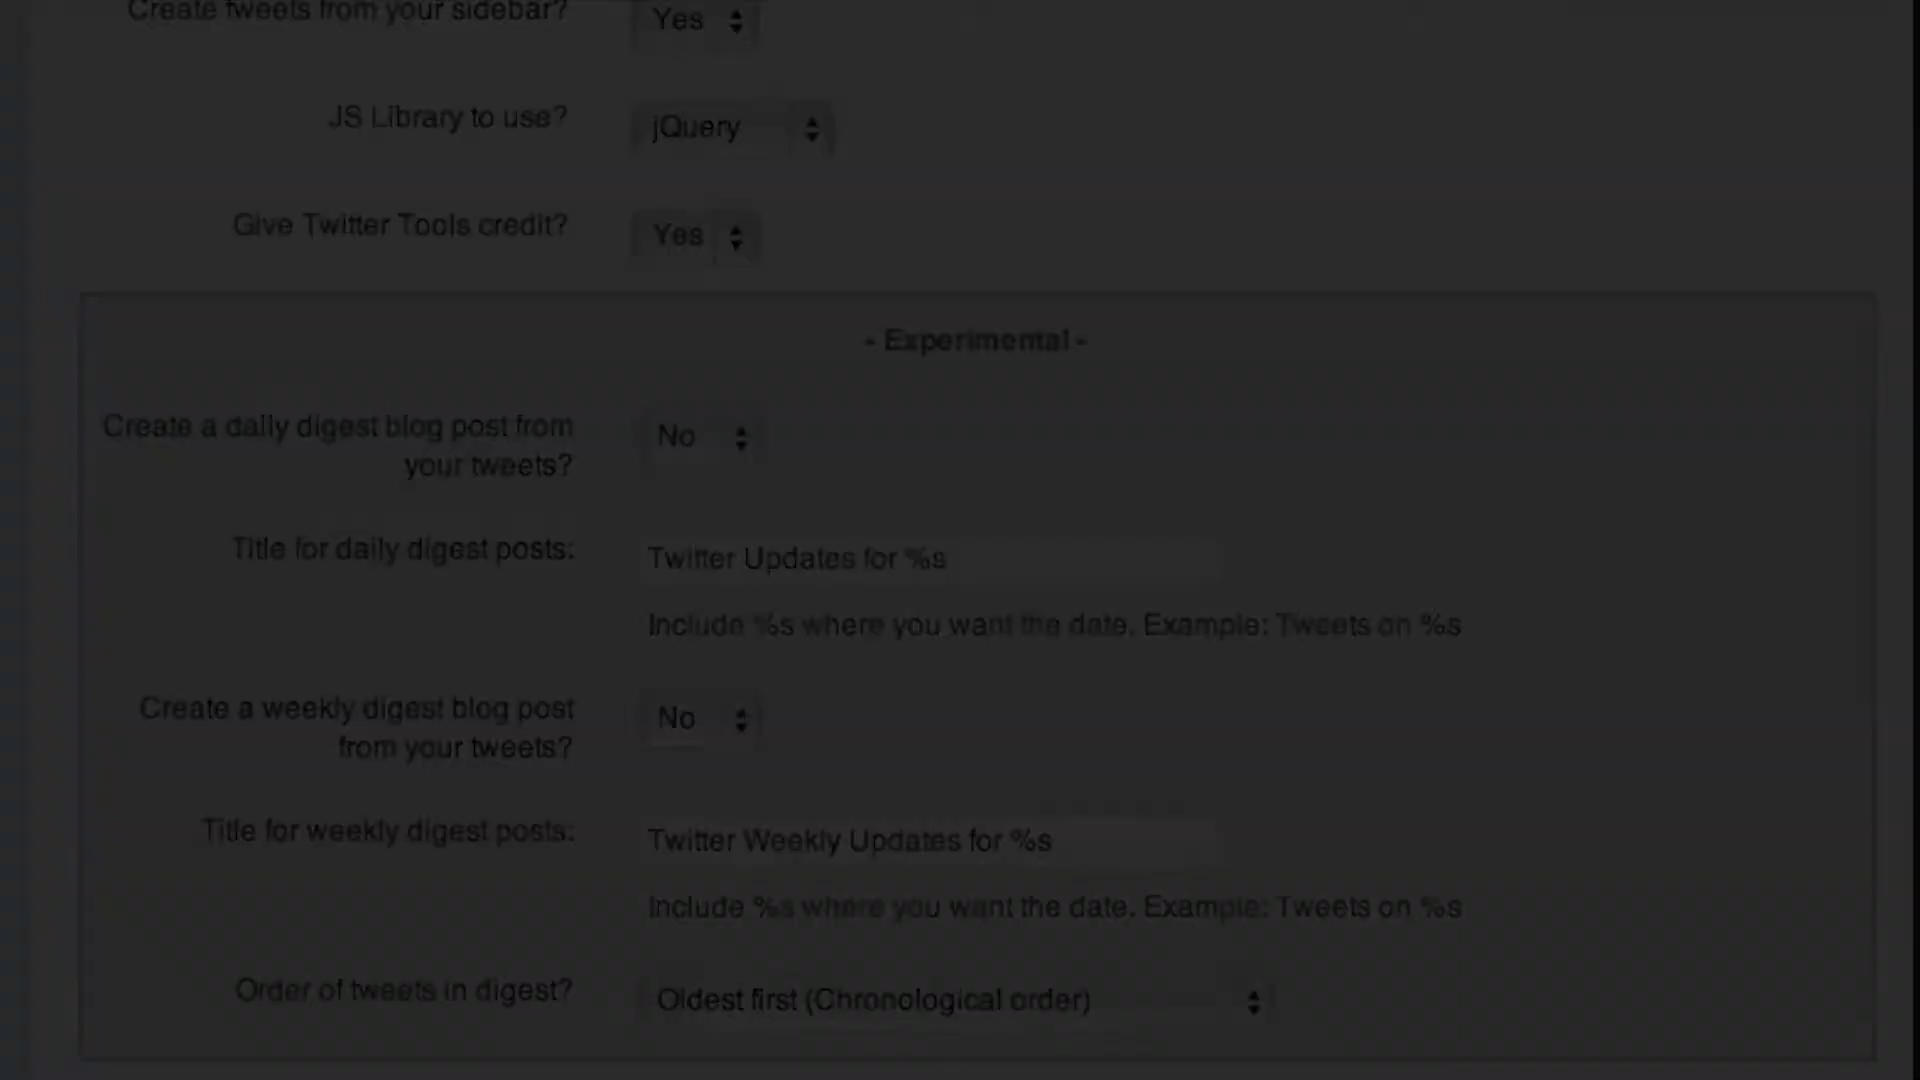 Create tweets from your sidebar?
Yes
JS Library to use?
jQuery
Give Twitter Tools credit?
Yes
- Experimental -
Create a daily digest blog post from
your tweets?
No
Title for daily digest posts:
Twitter Updates for %s
Include %s where you want the date. Example: Tweets on %s
Create a weekly digest blog post
from your tweets?
No
Title for weekly digest posts:
Twitter Weekly Updates for %s
Include %s where you want the date. Example: Tweets on %s
Order of tweets in digest?
Oldest first (Chronological order)